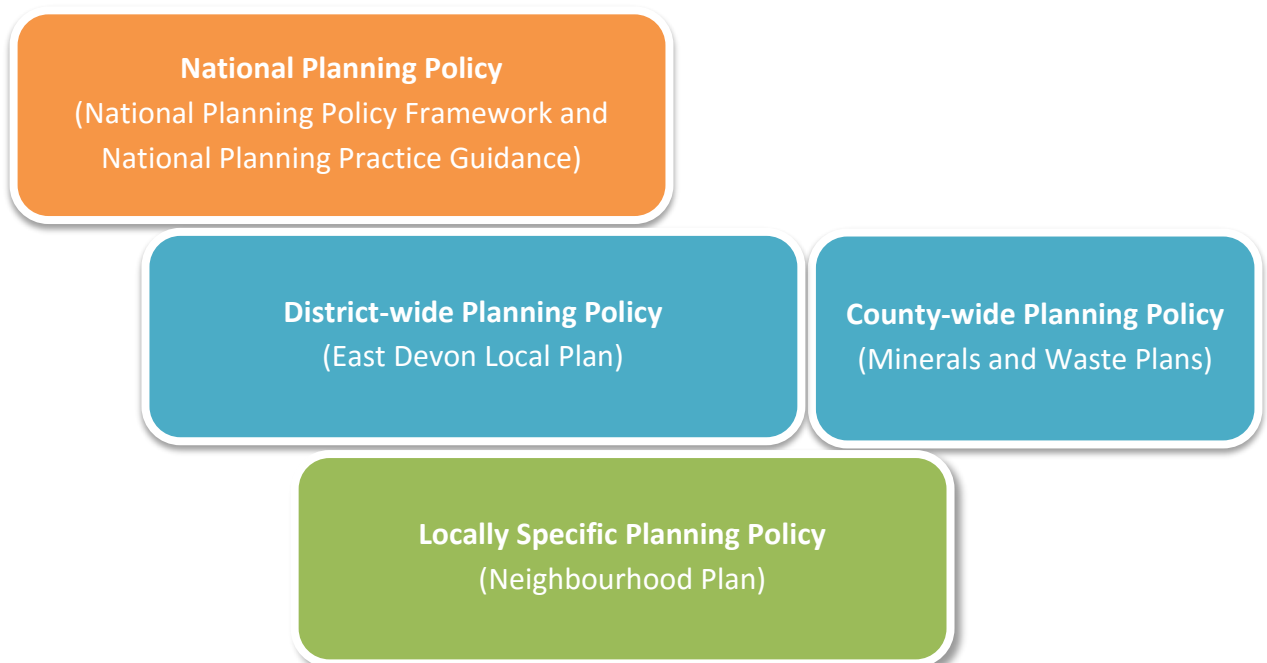 National Planning Policy
(National Planning Policy Framework and
National Planning Practice Guidance)
District-wide Planning Policy
(East Devon Local Plan)
County-wide Planning Policy
(Minerals and Waste Plans)
Locally Specific Planning Policy
(Neighbourhood Plan)